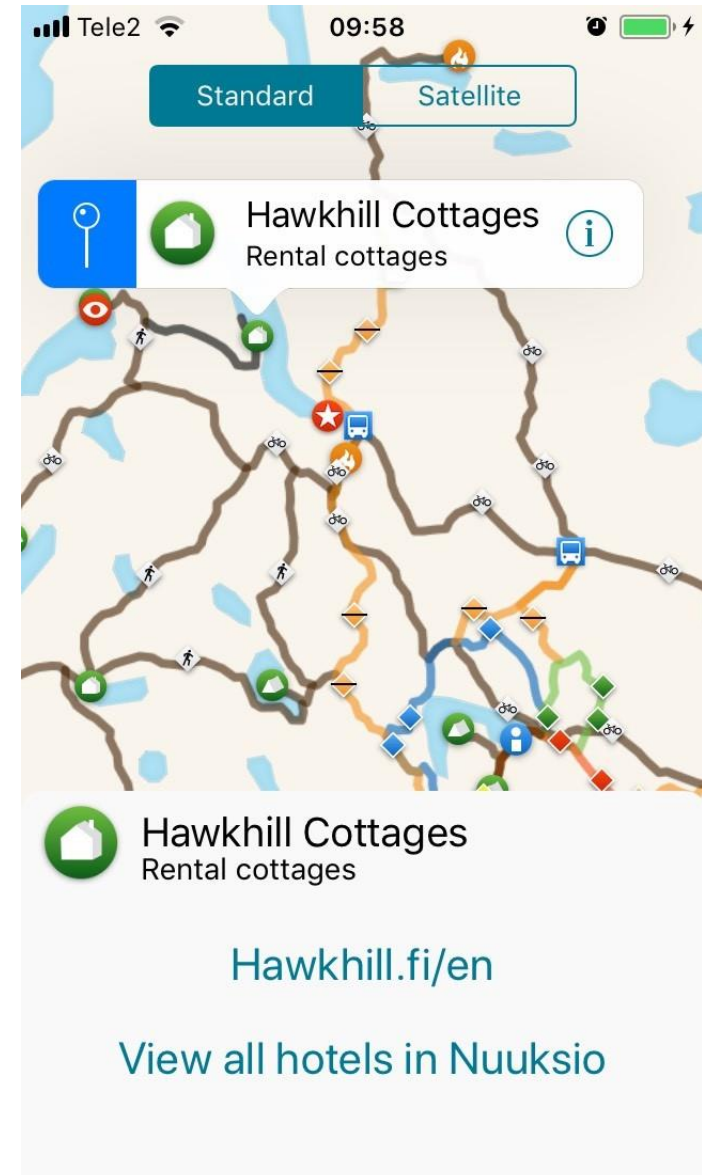 Tele2 09:58
Standard Satellite
Hawkhill Cottages
Rental cottages
i
Hawkhill Cottages
Rental cottages
Hawkhill.fi/en
View all hotels in Nuuksio